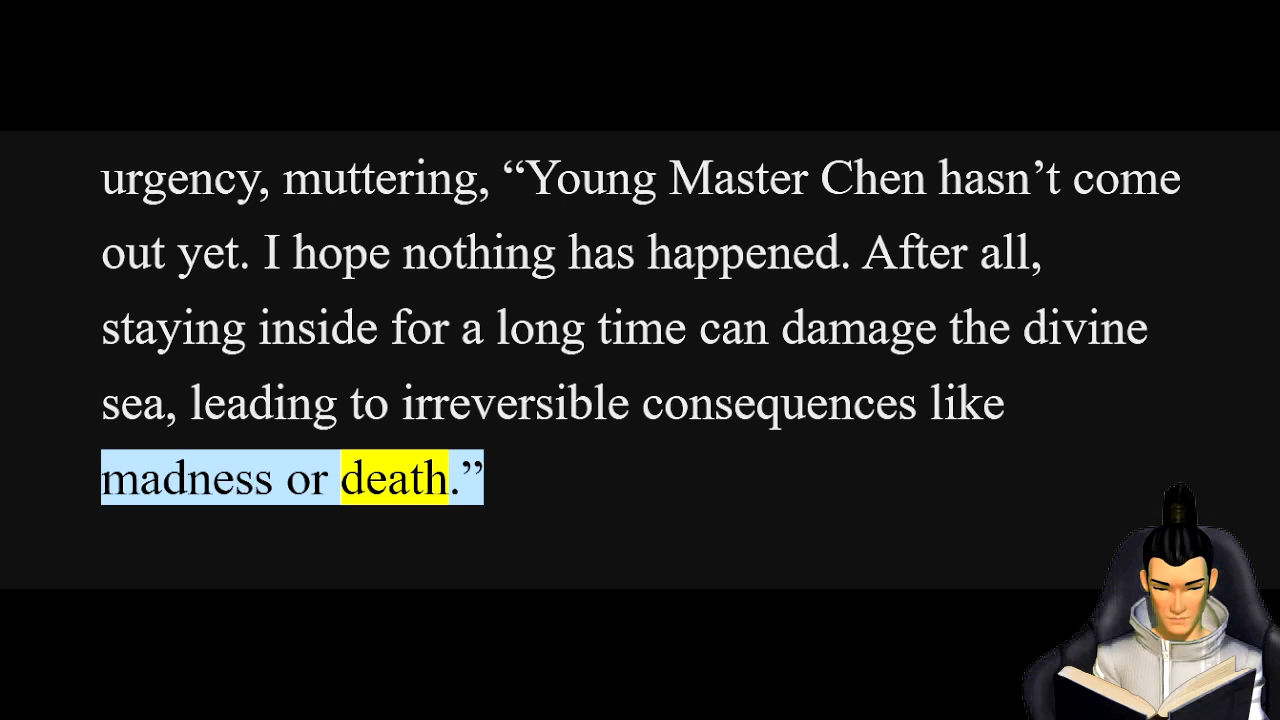 urgency, muttering, “Young Master Chen hasn’t come
out yet. I hope nothing has happened. After all,
staying inside for a long time can damage the divine
sea, leading to irreversible consequences like
madness or death.”